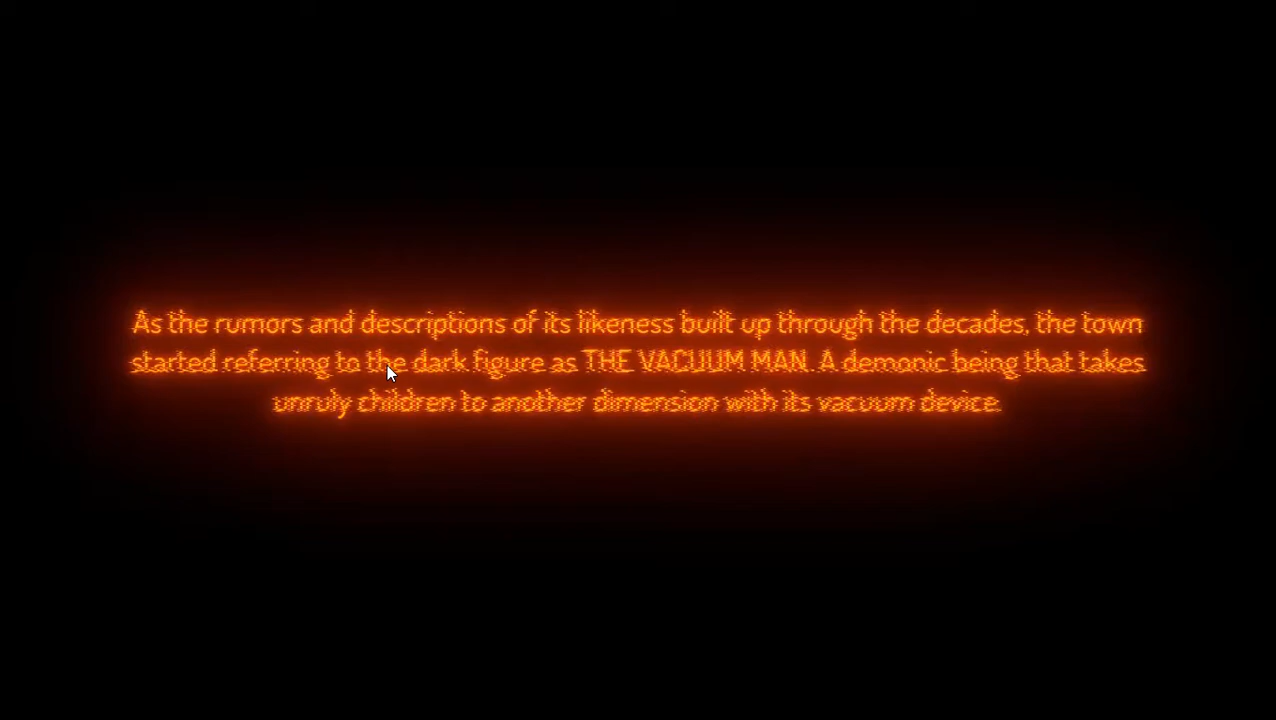 As the rumors and descriptions of its likeness built up through the decades, the town
started referring to the dark figure as THE VACUUM MAN. A demonic being that takes
unruly children to another dimension with its vacuum device.